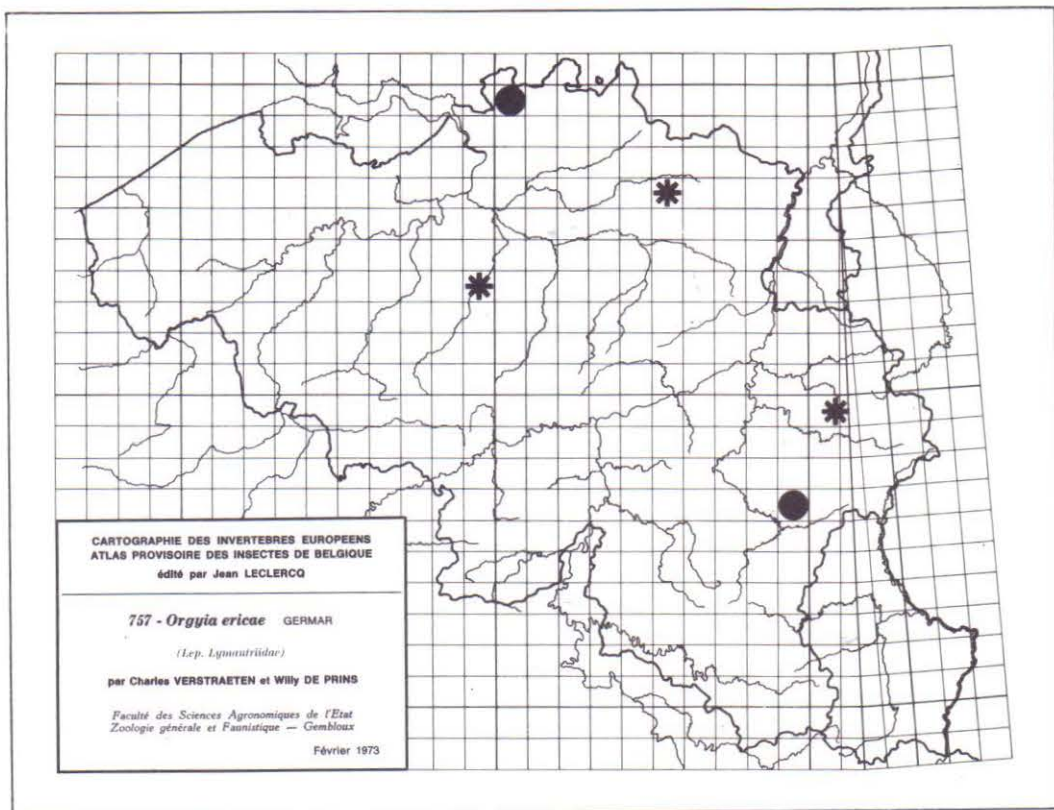 CARTOGRAPHIE DES INVERTEBRES EUROPEENS
ATLAS PROVISOIRE DES INSECTES DE BELGIQUE
édité par Jean LECLERCQ
757 - Orgyia ericae GERMAR
(Lep. Lymantriidae)
par Charles VERSTRAETEN et Willy DE PRINS
Faculté des Sciences Agronomiques de l'Etat
Zoologie générale et Faunistique — Gembloux
Février 1973